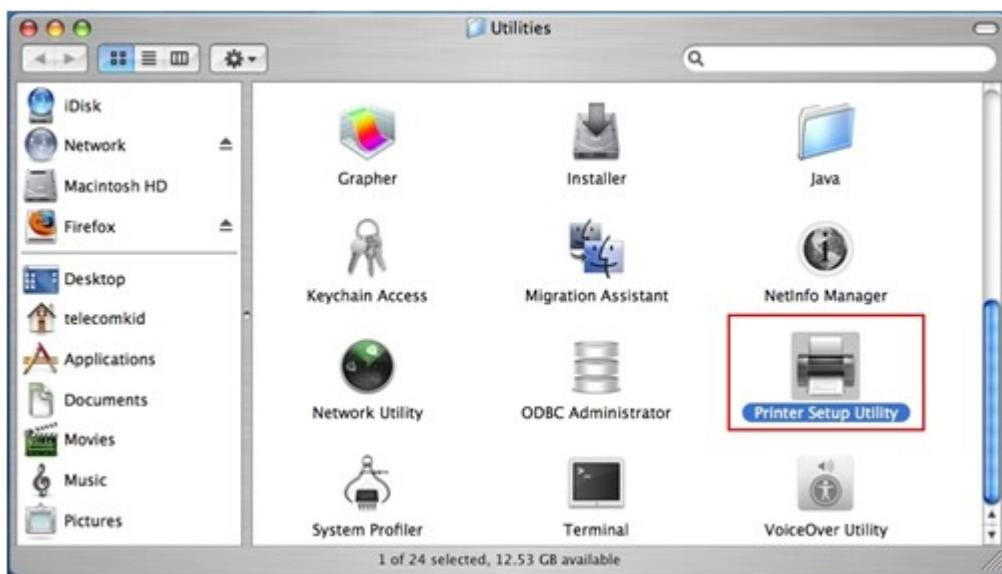 Utilities
iDisk
Network
Macintosh HD
Firefox
Desktop
telecomkid
Applications
Documents
Movies
Music
Pictures
Grapher
Installer
Java
Keychain Access
Migration Assistant
NetInfo Manager
Network Utility
ODBC Administrator
Printer Setup Utility
System Profiler
Terminal
VoiceOver Utility
1 of 24 selected, 12.53 GB available